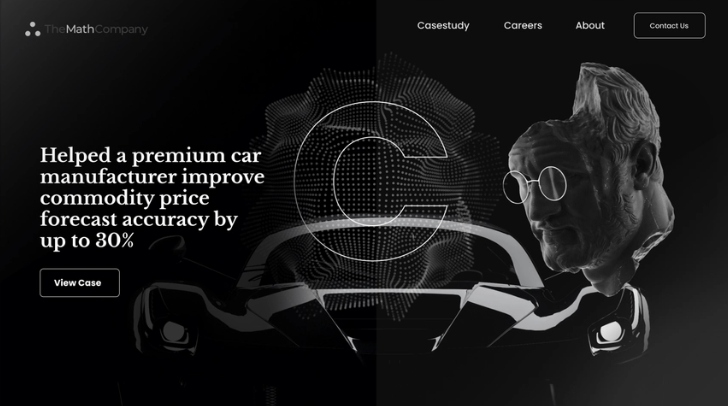 TheMathCompany
Casestudy
Careers
About
Contact Us
C
Helped a premium car
manufacturer improve
commodity price
forecast accuracy by
up to 30%
View Case